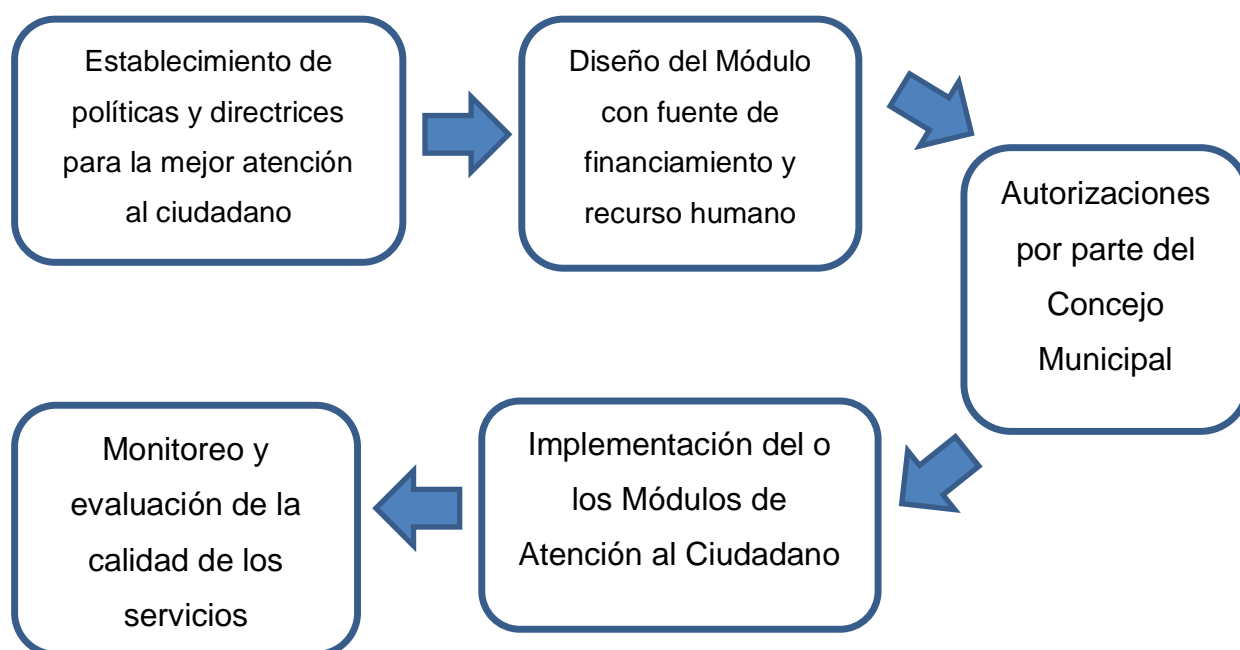 Establecimiento de
políticas y directrices
para la mejor atención
al ciudadano
Diseño del Módulo
con fuente de
financiamiento y
recurso humano
Autorizaciones
por parte del
Concejo
Municipal
Implementación del o
los Módulos de
Atención al Ciudadano
Monitoreo y
evaluación de la
calidad de los
servicios